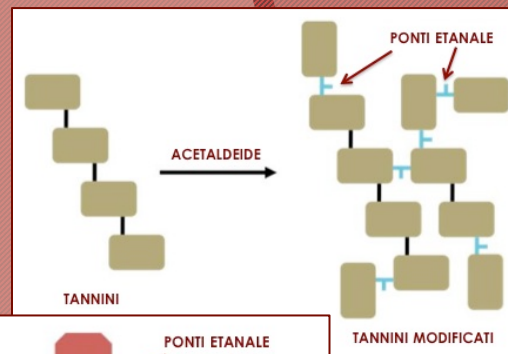 PONTI ETANALE
ACETALDEIDE
TANNINI
TANNINI MODIFICATI
PONTI ETANALE